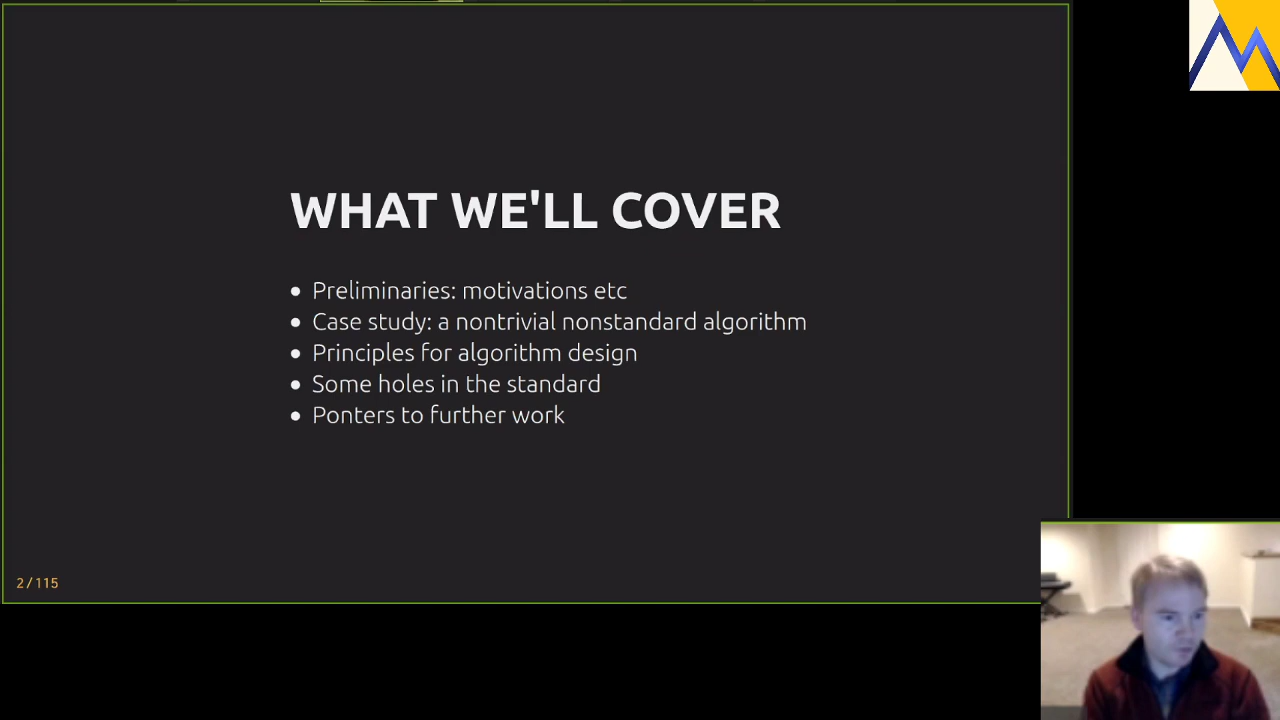 WHAT WE'LL COVER
Preliminaries: motivations etc
Case study: a nontrivial nonstandard algorithm
Principles for algorithm design
Some holes in the standard
Ponters to further work
2 / 115